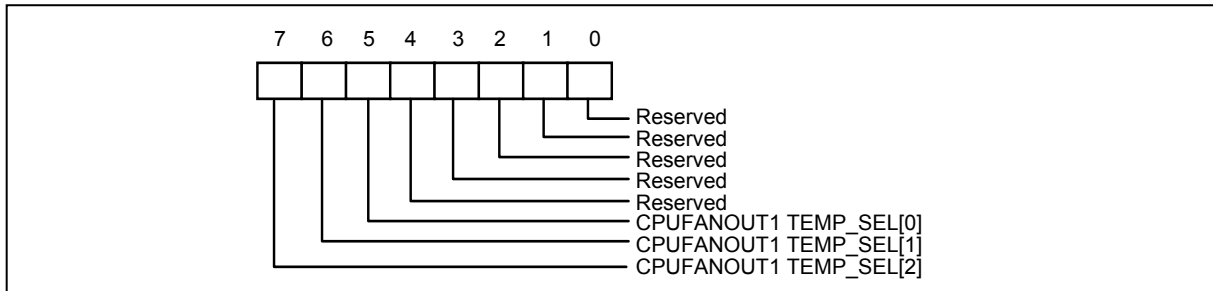 7 6 5 4 3 2 1 0
Reserved
Reserved
Reserved
Reserved
Reserved
CPUFANOUT1 TEMP_SEL[0]
CPUFANOUT1 TEMP_SEL[1]
CPUFANOUT1 TEMP_SEL[2]